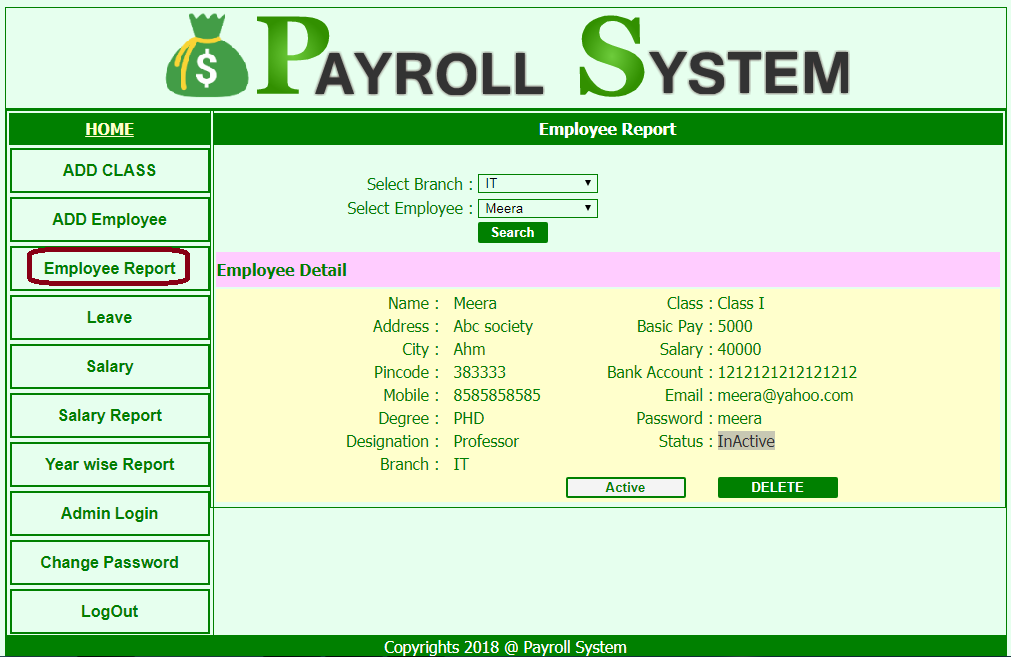 $ PAYROLL SYSTEM
HOME
ADD CLASS
ADD Employee
Employee Report
Leave
Salary
Salary Report
Year wise Report
Admin Login
Change Password
LogOut
Employee Report
Select Branch : IT
Select Employee : Meera
Search
Employee Detail
Name : Meera Class : Class I
Address : Abc society Basic Pay : 5000
City : Ahm Salary : 40000
Pincode : 383333 Bank Account : 1212121212121212
Mobile : 8585858585 Email : meera@yahoo.com
Degree : PHD Password : meera
Designation : Professor Status : InActive
Branch : IT
Active DELETE
Copyrights 2018 @ Payroll System